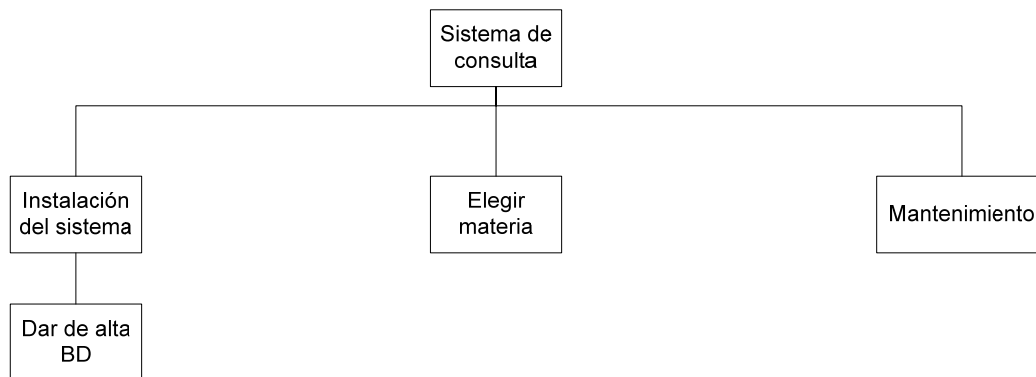 Sistema de
consulta
Instalación
del sistema
Elegir
materia
Mantenimiento
Dar de alta
BD